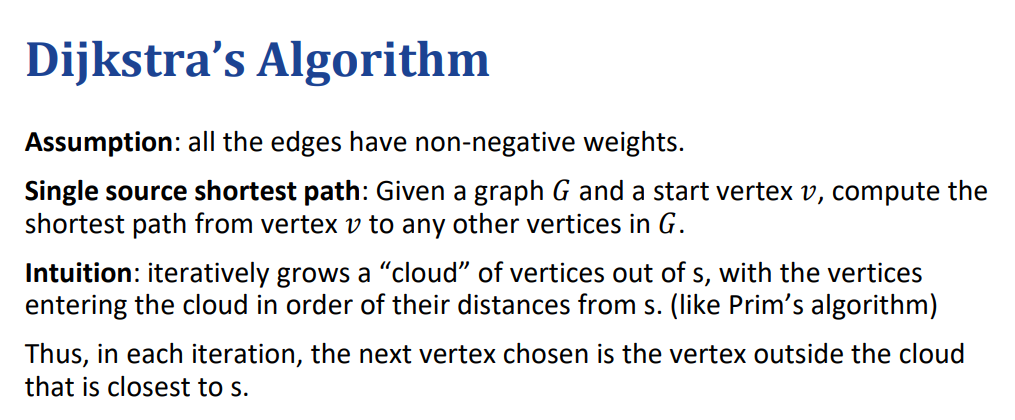 Dijkstra’s Algorithm
Assumption: all the edges have non-negative weights.
Single source shortest path: Given a graph 𝐺 and a start vertex 𝑣, compute the
shortest path from vertex 𝑣 to any other vertices in 𝐺.
Intuition: iteratively grows a “cloud” of vertices out of s, with the vertices
entering the cloud in order of their distances from s. (like Prim’s algorithm)
Thus, in each iteration, the next vertex chosen is the vertex outside the cloud
that is closest to s.